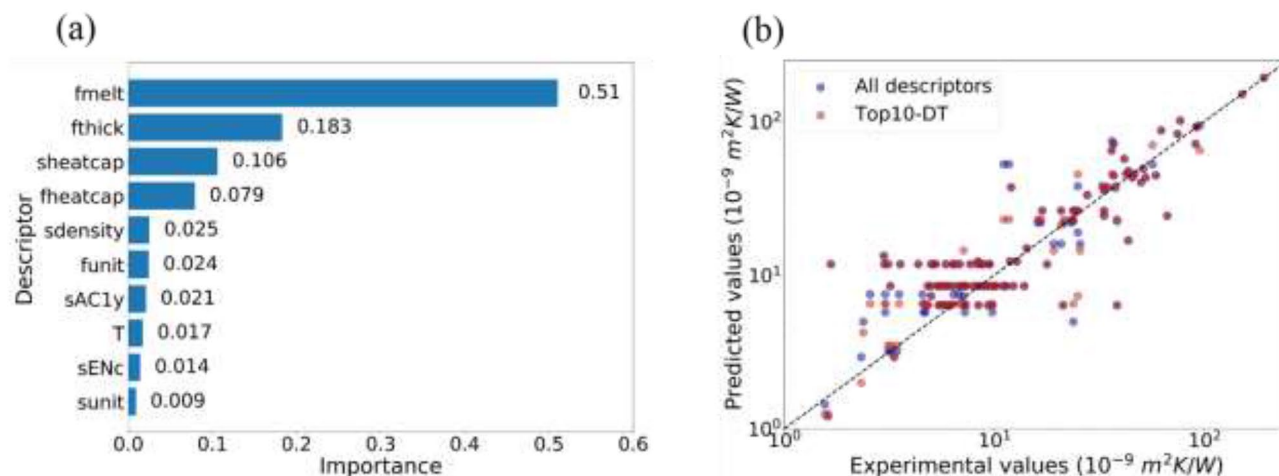 (a)
fmelt 0.51
fthick 0.183
sheatcap 0.106
fheatcap 0.079
sdensity 0.025
funit 0.024
sAC1y 0.021
T 0.017
sENc 0.014
sunit 0.009
Descriptor
0.0 0.1 0.2 0.3 0.4 0.5 0.6
Importance
(b)
All descriptors
Top10-DT
Predicted values (10⁻⁹ m²K/W)
10²
10¹
10⁰
10⁰ 10¹ 10²
Experimental values (10⁻⁹ m²K/W)